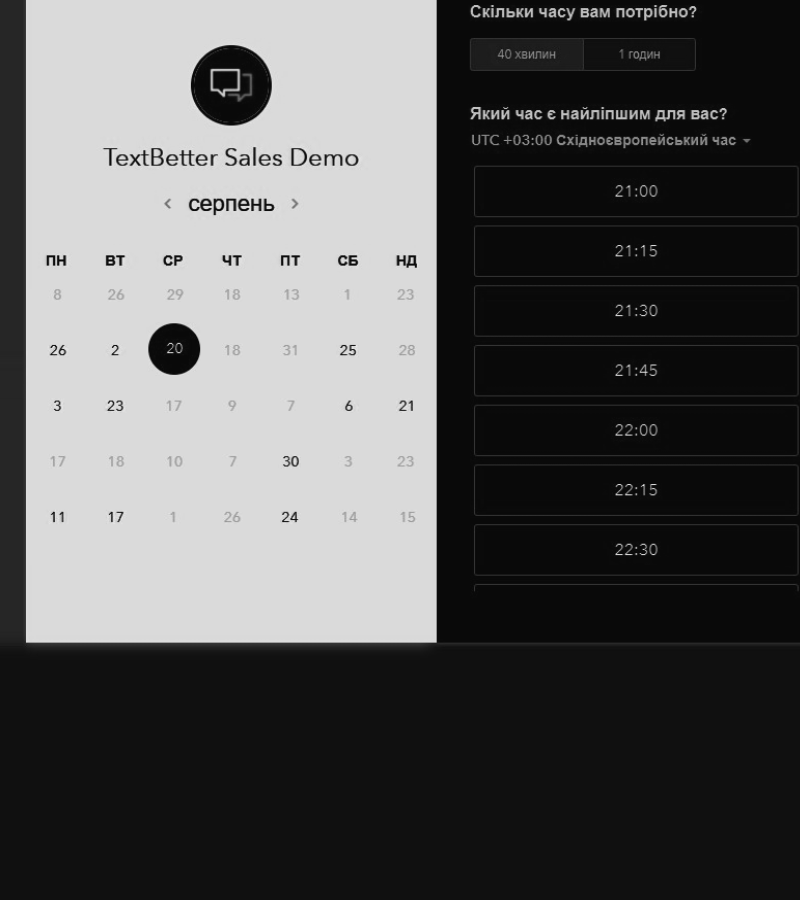 TextBetter Sales Demo
серпень
ПН ВТ СР ЧТ ПТ СБ НД
8 26 29 18 13 1 23
26 2 20 18 31 25 28
3 23 17 9 7 6 21
17 18 10 7 30 3 23
11 17 1 26 24 14 15
Скільки часу вам потрібно?
40 хвилин 1 годин
Який час є найліпшим для вас?
UTC +03:00 Східноєвропейський час
21:00
21:15
21:30
21:45
22:00
22:15
22:30